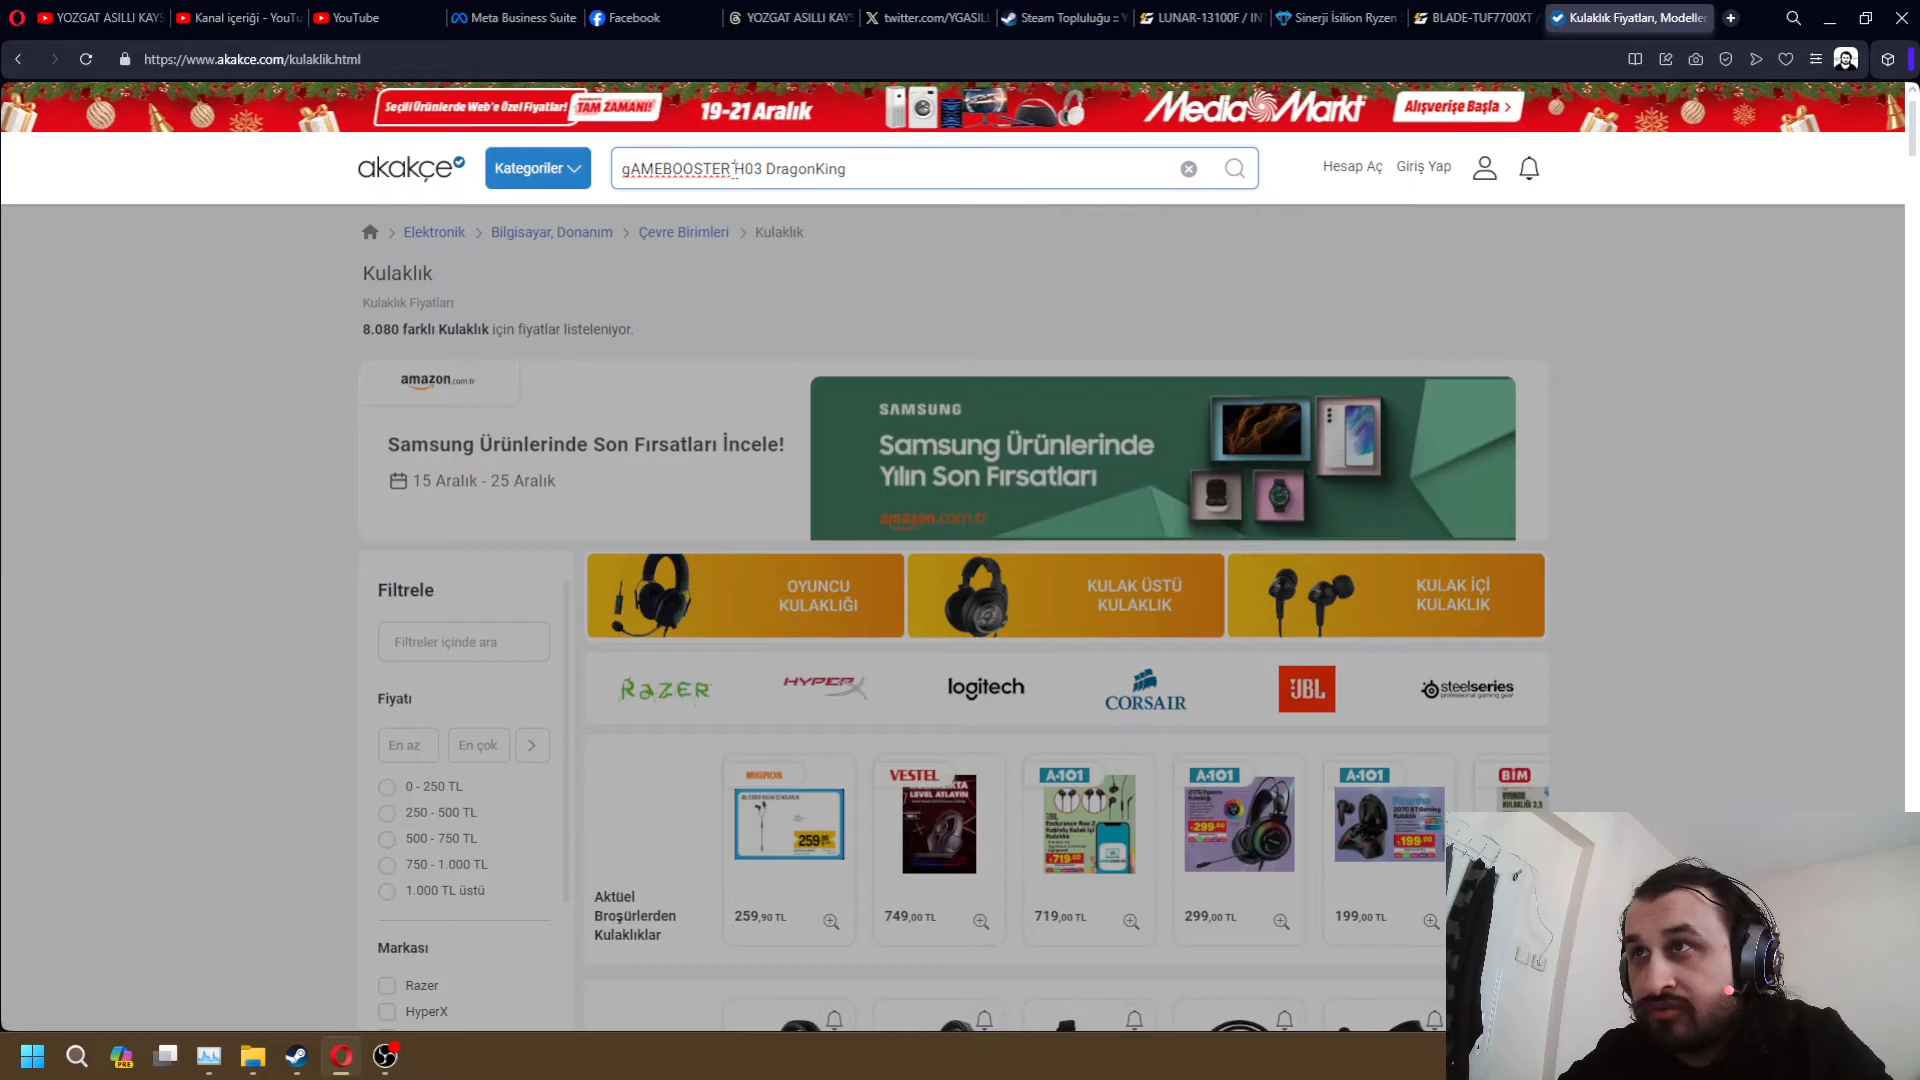 YOZGAT ASILLI KAYS
Kanal içeriği - YouTu
YouTube
Meta Business Suite
Facebook
YOZGAT ASILLI KAYS
twitter.com/YGASILL
Steam Topluluğu :: Y
LUNAR-13100F / IN
Sinerji İsilion Ryzen
BLADE-TUF7700XT /
Kulaklık Fiyatları, Modeller
https://www.akakce.com/kulaklik.html
Seçili Ürünlerde Web'e Özel Fiyatlar!
TAM ZAMANI!
19-21 Aralık
MediaMarkt
Alışverişe Başla >
akakçe
Kategoriler
gAMEBOOSTER H03 DragonKing
Hesap Aç
Giriş Yap
Elektronik > Bilgisayar, Donanım > Çevre Birimleri > Kulaklık
Kulaklık
Kulaklık Fiyatları
8.080 farklı Kulaklık için fiyatlar listeleniyor.
amazon.com.tr
Samsung Ürünlerinde Son Fırsatları İncele!
15 Aralık - 25 Aralık
SAMSUNG
Samsung Ürünlerinde
Yılın Son Fırsatları
amazon.com.tr
Filtrele
Filtreler içinde ara
Fiyatı
En az
En çok
0 - 250 TL
250 - 500 TL
500 - 750 TL
750 - 1.000 TL
1.000 TL üstü
Markası
Razer
HyperX
OYUNCU
KULAKLIĞI
KULAK ÜSTÜ
KULAKLIK
KULAK İÇİ
KULAKLIK
RAZER
HYPERX
logitech
CORSAIR
JBL
steelseries
Aktüel
Broşürlerden
Kulaklıklar
MİGROS
259,90 TL
VESTEL
LEVEL ATLAYIN
749,00 TL
A101
719,00 TL
A101
299,00 TL
A101
199,00 TL
BİM
PRE